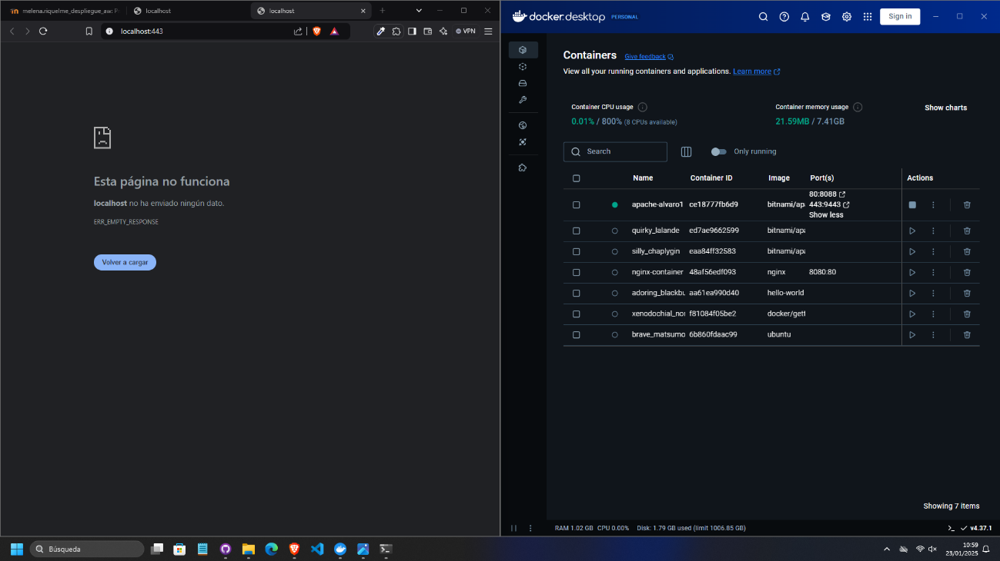 melena.riquelme_despliegue_aw: P
localhost
localhost
localhost:443
VPN
Esta página no funciona
localhost no ha enviado ningún dato.
ERR_EMPTY_RESPONSE
Volver a cargar
docker.desktop PERSONAL
Sign in
Containers Give feedback
View all your running containers and applications. Learn more
Container CPU usage
0.01% / 800% (8 CPUs available)
Container memory usage
21.59MB / 7.41GB
Show charts
Search
Only running
Name Container ID Image Port(s) Actions
apache-alvaro1 ce18777fb6d9 bitnami/apa 80:8088
443:9443
Show less
quirky_lalande ed7ae9662599 bitnami/apa
silly_chaplygin eaa84ff32583 bitnami/apa
nginx-container 48af56edf093 nginx 8080:80
adoring_blackbu aa61ea990d40 hello-world
xenodochial_nor f81084f05be2 docker/gett
brave_matsumo 6b860fdaac99 ubuntu
Showing 7 items
RAM 1.02 GB CPU 0.00% Disk: 1.79 GB used (limit 1006.85 GB)
v4.37.1
Búsqueda
10:59
23/01/2025